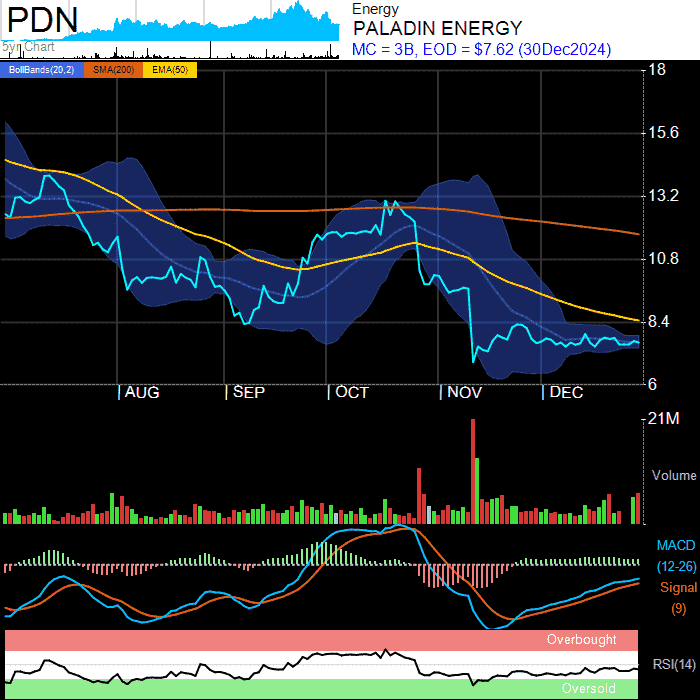 PDN
5yr Chart
Energy
PALADIN ENERGY
MC = 3B, EOD = $7.62 (30Dec2024)
BollBands(20,2) SMA(200) EMA(50)
18
15.6
13.2
10.8
8.4
6
AUG SEP OCT NOV DEC
21M
Volume
MACD
(12-26)
Signal
(9)
Overbought
RSI(14)
Oversold